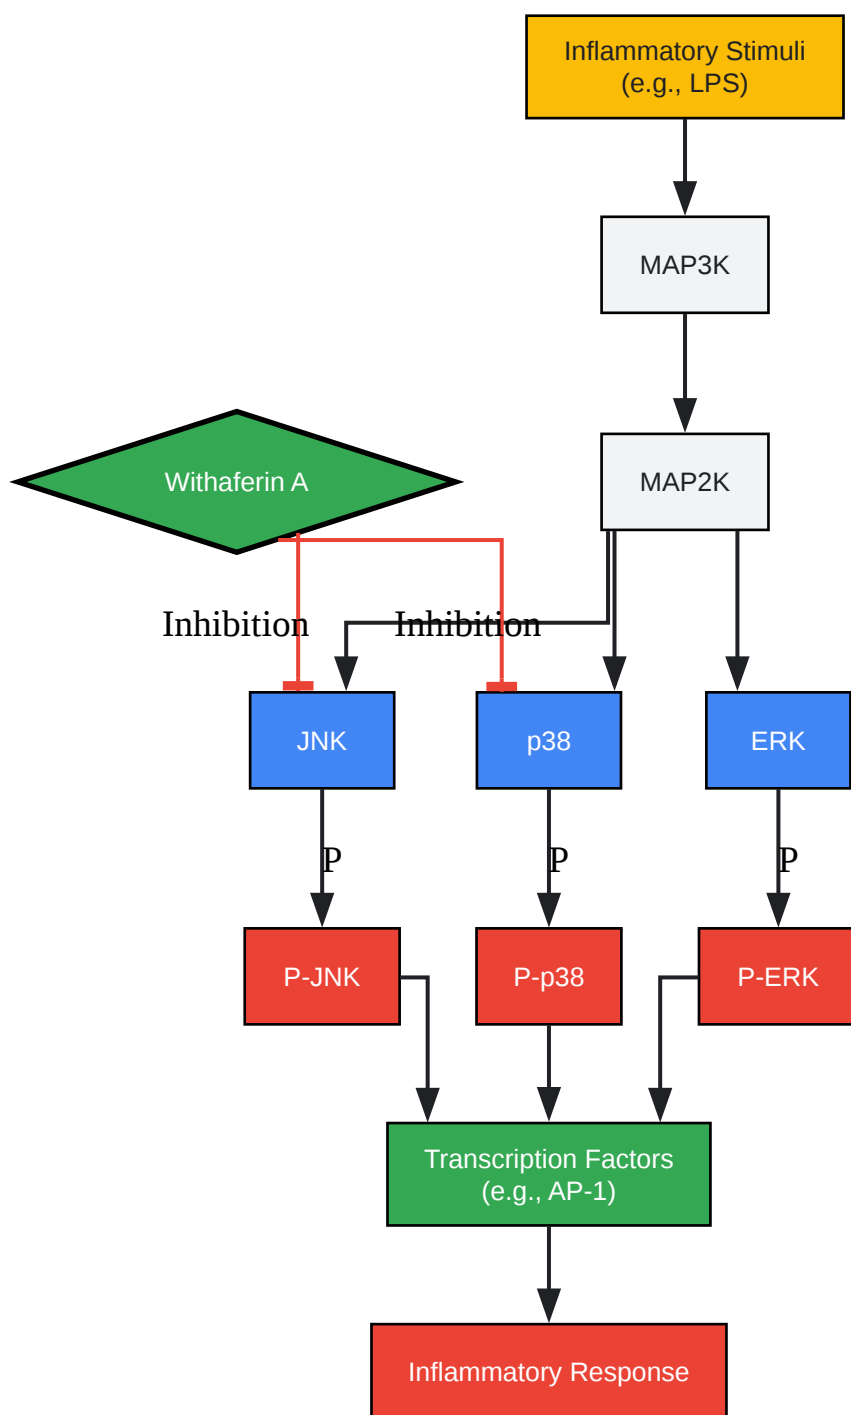 Inflammatory Stimuli
(e.g., LPS)
MAP3K
Withaferin A
MAP2K
Inhibition
Inhibition
JNK
p38
ERK
P
P
P
P-JNK
P-p38
P-ERK
Transcription Factors
(e.g., AP-1)
Inflammatory Response